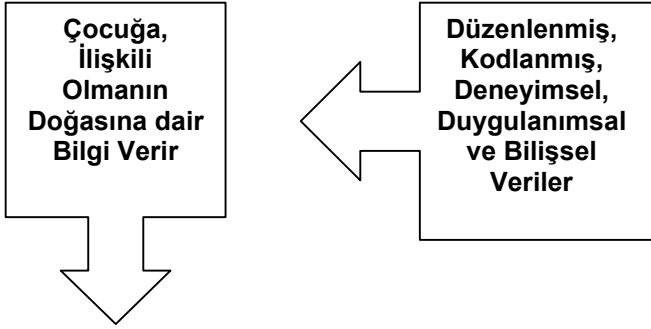 Çocuğa,
İlişkili
Olmanın
Doğasına dair
Bilgi Verir
Düzenlenmiş,
Kodlanmış,
Deneyimsel,
Duygulanımsal
ve Bilişsel
Veriler